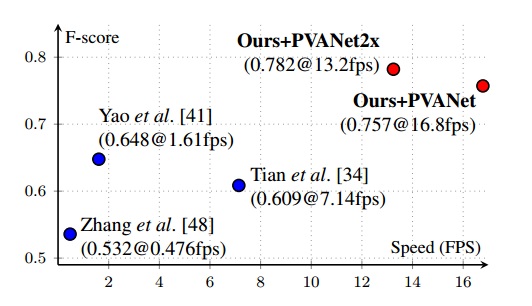 F-score
0.8
0.7
0.6
0.5
Ours+PVANet2x
(0.782@13.2fps)
Ours+PVANet
(0.757@16.8fps)
Yao et al. [41]
(0.648@1.61fps)
Tian et al. [34]
(0.609@7.14fps)
Zhang et al. [48]
(0.532@0.476fps)
Speed (FPS)
2 4 6 8 10 12 14 16